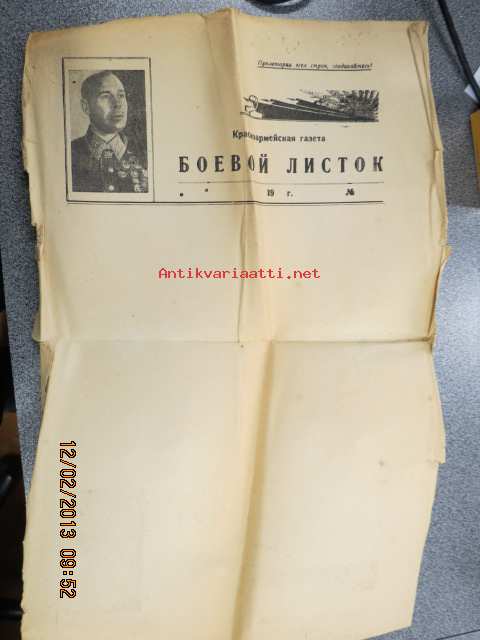 Пролетарии всех стран, соединяйтесь!
Красноармейская газета
БОЕВОЙ ЛИСТОК
„ “ 19 г. №
Antikvariaatti.net
12/02/2013 09:52